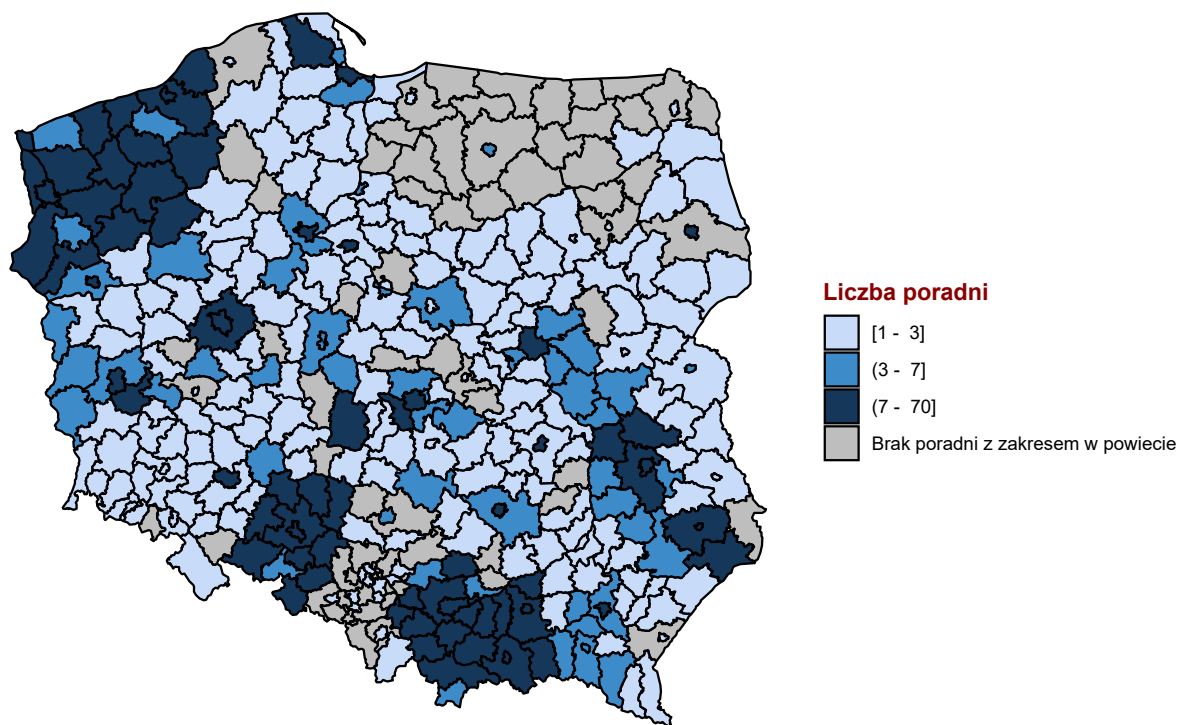 Liczba poradni
[1 - 3]
(3 - 7]
(7 - 70]
Brak poradni z zakresem w powiecie